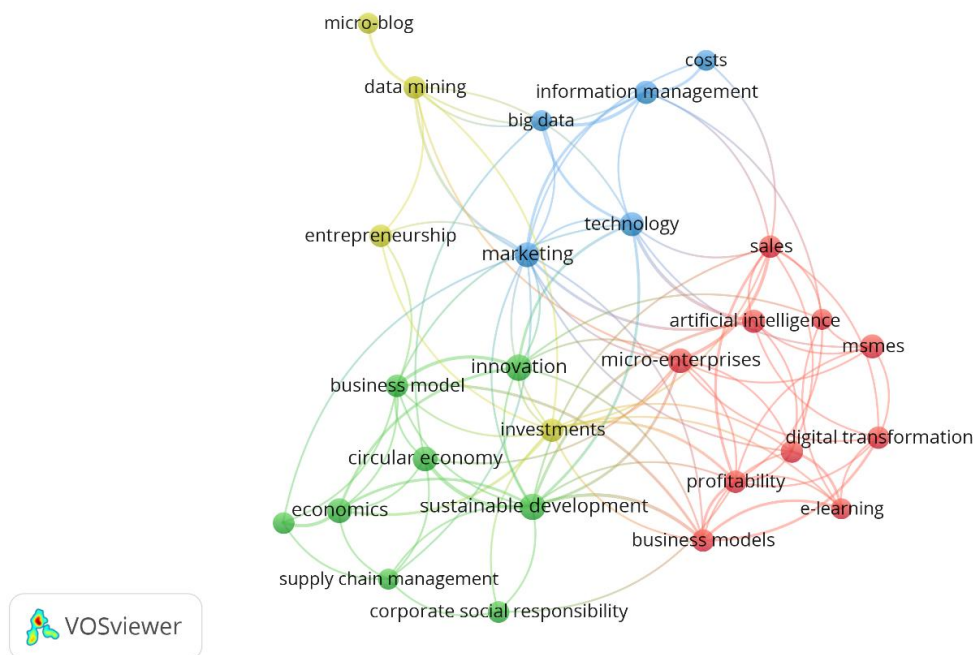 micro-blog
costs
data mining
information management
big data
technology
entrepreneurship
sales
marketing
artificial intelligence
msmes
micro-enterprises
innovation
business model
investments
digital transformation
circular economy
profitability
economics
sustainable development
e-learning
business models
supply chain management
corporate social responsibility
VOSviewer